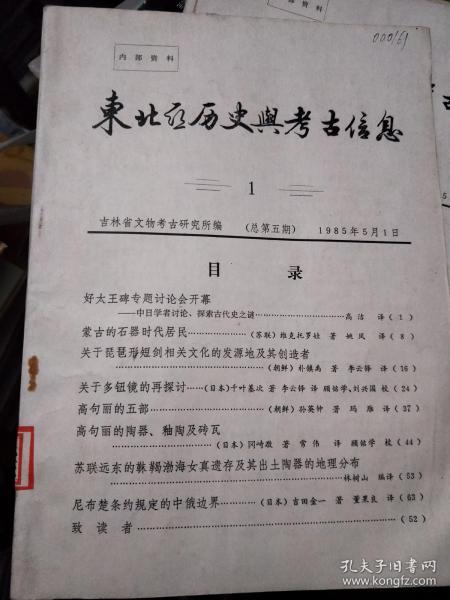 000161
内部资料
東北亚历史與考古信息
1
吉林省文物考古研究所编 (总第五期) 1985年5月1日
目 录
好太王碑专题讨论会开幕
——中日学者讨论、探索古代史之谜……高洁 译(1)
蒙古的石器时代居民……(苏联)维克托罗娃 著 姚凤 译(8)
关于琵琶形短剑相关文化的发源地及其创造者
……(朝鲜)朴镇焉 著 李云铎 译(16)
关于多钮镜的再探讨……(日本)千叶基次 著 李云铎 译 顾铭学、刘兴国 校(24)
高句丽的五部……(朝鲜)孙英钟 著 玛雅 译(37)
高句丽的陶器、釉陶及砖瓦
……(日本)冈崎敬 著 常伟 译 顾铭学 校(44)
苏联远东的靺鞨渤海女真遗存及其出土陶器的地理分布
……林树山 编译(53)
尼布楚条约规定的中俄边界……(日本)吉田金一 著 董果良 译(63)
致读者……(52)
孔夫子旧书网
www.kongfz.com